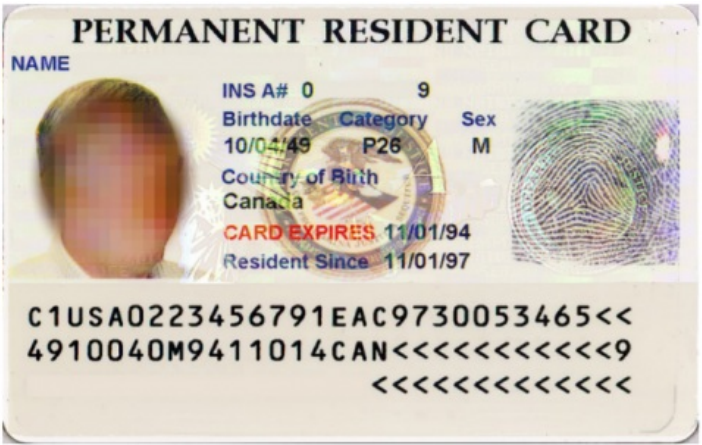 PERMANENT RESIDENT CARD
NAME
INS A# 0 9
Birthdate Category Sex
10/04/49 P26 M
Country of Birth
Canada
CARD EXPIRES 11/01/94
Resident Since 11/01/97
C1USA0223456791EAC9730053465<<
4910040M9411014CAN<<<<<<<<<<<9
<<<<<<<<<<<<<